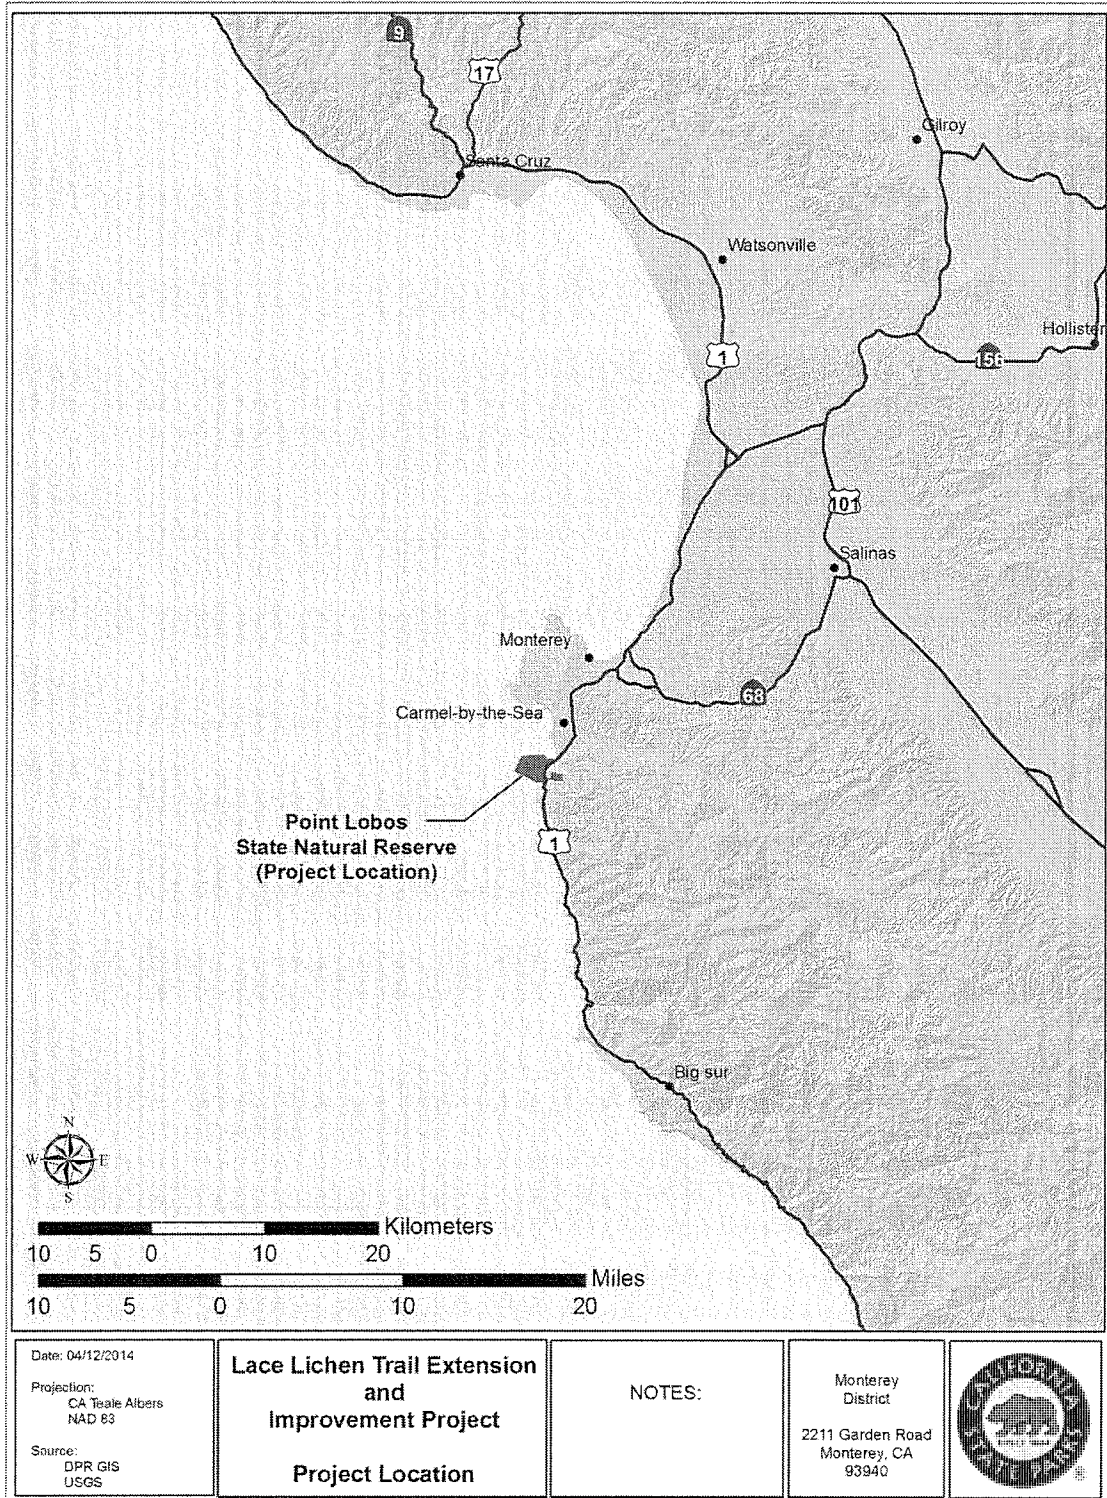 9
17
Gilroy
Santa Cruz
Watsonville
1
Hollister
156
101
Salinas
Monterey
68
Carmel-by-the-Sea
Point Lobos
State Natural Reserve
(Project Location)
1
Big sur
N
W E
S
Kilometers
10 5 0 10 20
Miles
10 5 0 10 20
Date: 04/12/2014
Projection:
CA Teale Albers
NAD 83
Source:
DPR GIS
USGS
Lace Lichen Trail Extension
and
Improvement Project
Project Location
NOTES:
Monterey
District
2211 Garden Road
Monterey, CA
93940
CALIFORNIA
STATE PARKS